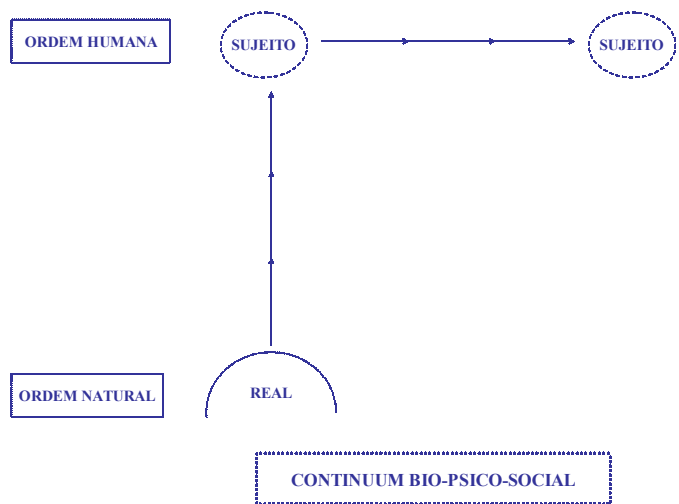 ORDEM HUMANA
SUJEITO
SUJEITO
ORDEM NATURAL
REAL
CONTINUUM BIO-PSICO-SOCIAL